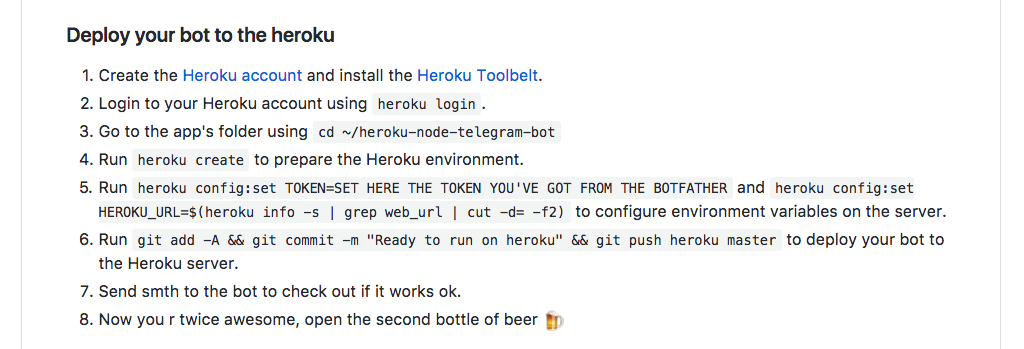 Deploy your bot to the heroku
1. Create the Heroku account and install the Heroku Toolbelt.
2. Login to your Heroku account using heroku login .
3. Go to the app's folder using cd ~/heroku-node-telegram-bot
4. Run heroku create to prepare the Heroku environment.
5. Run heroku config:set TOKEN=SET HERE THE TOKEN YOU'VE GOT FROM THE BOTFATHER and heroku config:set
HEROKU_URL=$(heroku info -s | grep web_url | cut -d= -f2) to configure environment variables on the server.
6. Run git add -A && git commit -m "Ready to run on heroku" && git push heroku master to deploy your bot to
the Heroku server.
7. Send smth to the bot to check out if it works ok.
8. Now you r twice awesome, open the second bottle of beer 🍺